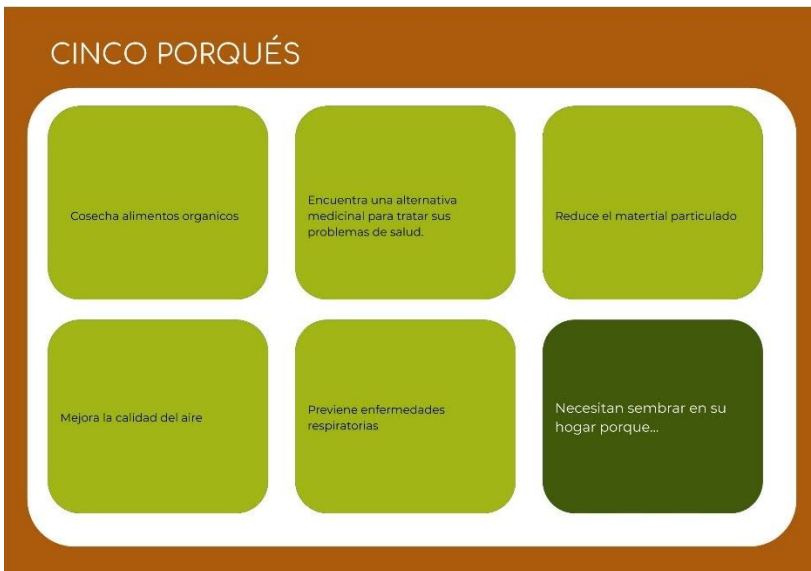 CINCO PORQUÉS
Cosecha alimentos organicos
Encuentra una alternativa
medicinal para tratar sus
problemas de salud.
Reduce el matertial particulado
Mejora la calidad del aire
Previene enfermedades
respiratorias
Necesitan sembrar en su
hogar porque...